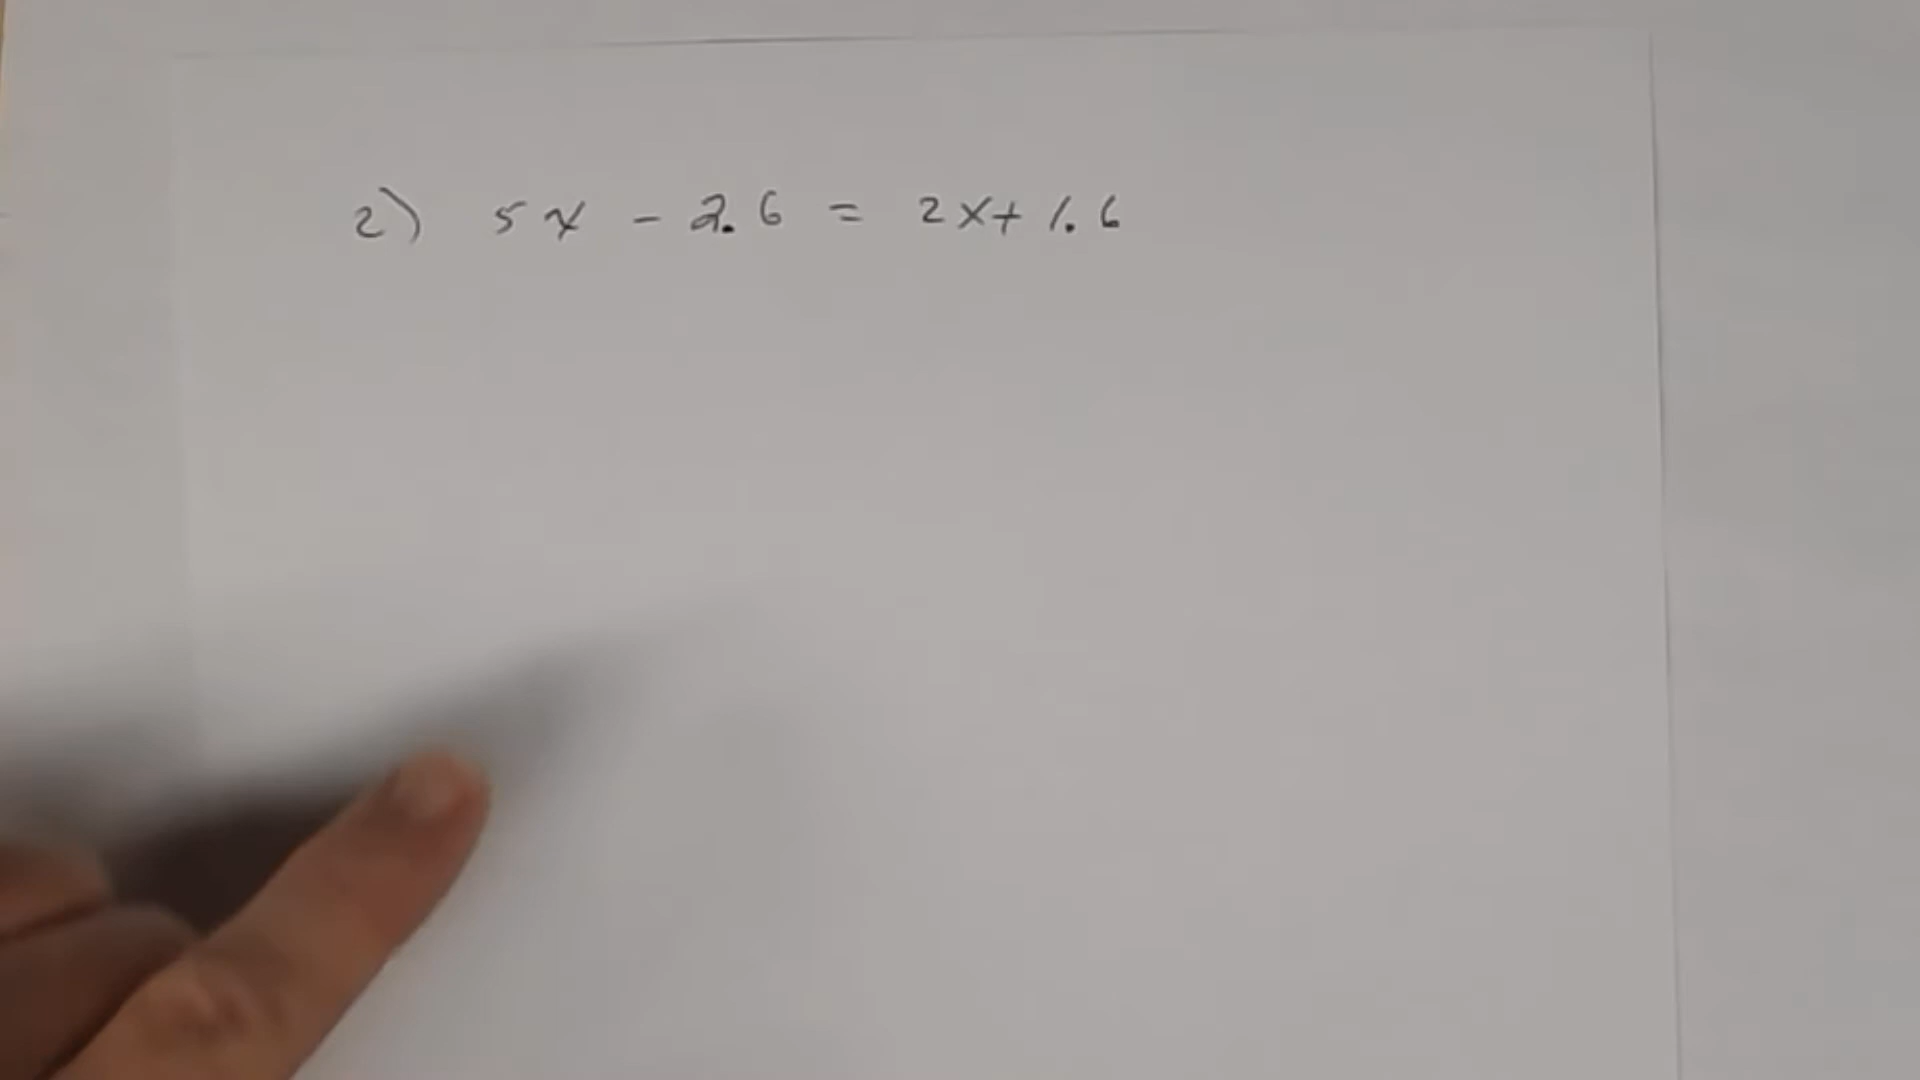 2) 5x - 2.6 = 2x + 1.6